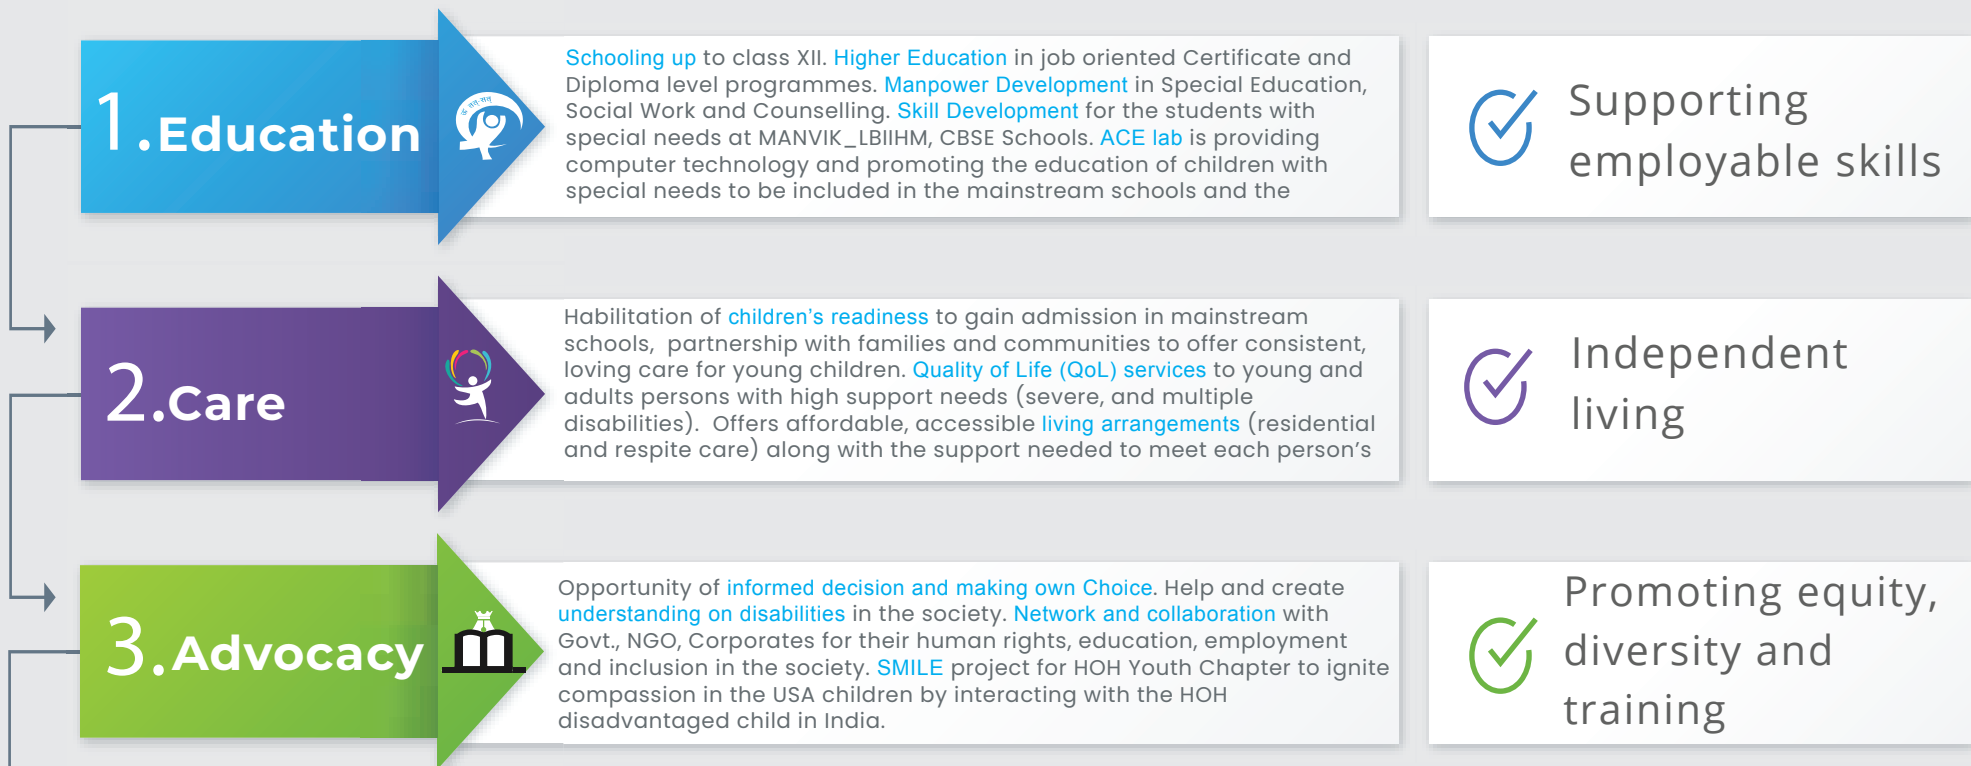 1.Education
ॐ तत्-सत्
Schooling up to class XII. Higher Education in job oriented Certificate and
Diploma level programmes. Manpower Development in Special Education,
Social Work and Counselling. Skill Development for the students with
special needs at MANVIK_LBIIHM, CBSE Schools. ACE lab is providing
computer technology and promoting the education of children with
special needs to be included in the mainstream schools and the
Supporting
employable skills
2.Care
Habilitation of children’s readiness to gain admission in mainstream
schools,  partnership with families and communities to offer consistent,
loving care for young children. Quality of Life (QoL) services to young and
adults persons with high support needs (severe, and multiple
disabilities).  Offers affordable, accessible living arrangements (residential
and respite care) along with the support needed to meet each person’s
Independent
living
3.Advocacy
Opportunity of informed decision and making own Choice. Help and create
understanding on disabilities in the society. Network and collaboration with
Govt., NGO, Corporates for their human rights, education, employment
and inclusion in the society. SMILE project for HOH Youth Chapter to ignite
compassion in the USA children by interacting with the HOH
disadvantaged child in India.
Promoting equity,
diversity and
training